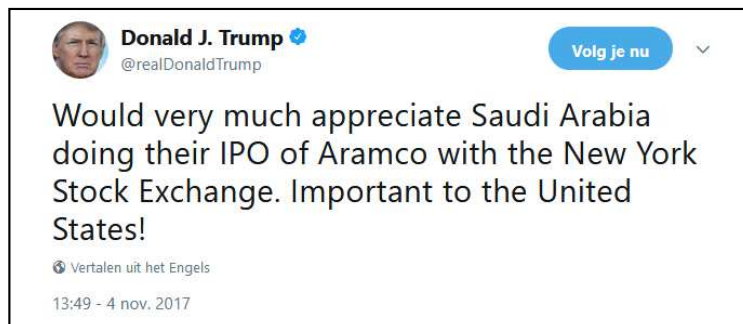 Donald J. Trump
@realDonaldTrump
Volg je nu
Would very much appreciate Saudi Arabia
doing their IPO of Aramco with the New York
Stock Exchange. Important to the United
States!
Vertalen uit het Engels
13:49 - 4 nov. 2017